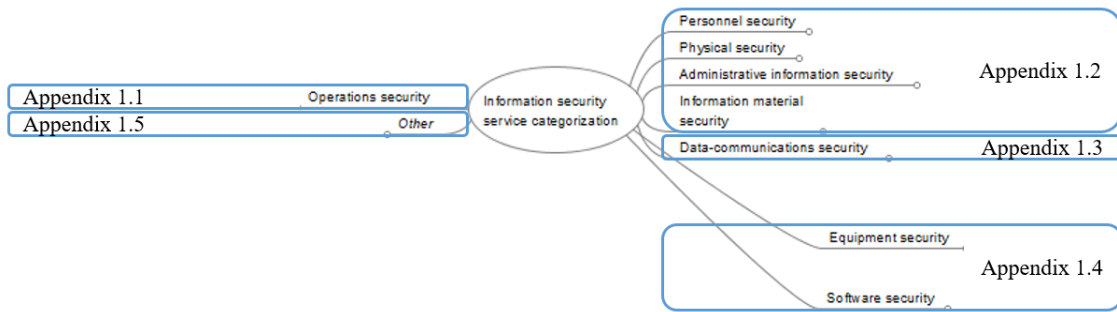 Personnel security
Physical security
Administrative information security
Appendix 1.2
Information material
security
Appendix 1.1
Operations security
Information security
service categorization
Appendix 1.5
Other
Data-communications security
Appendix 1.3
Equipment security
Appendix 1.4
Software security